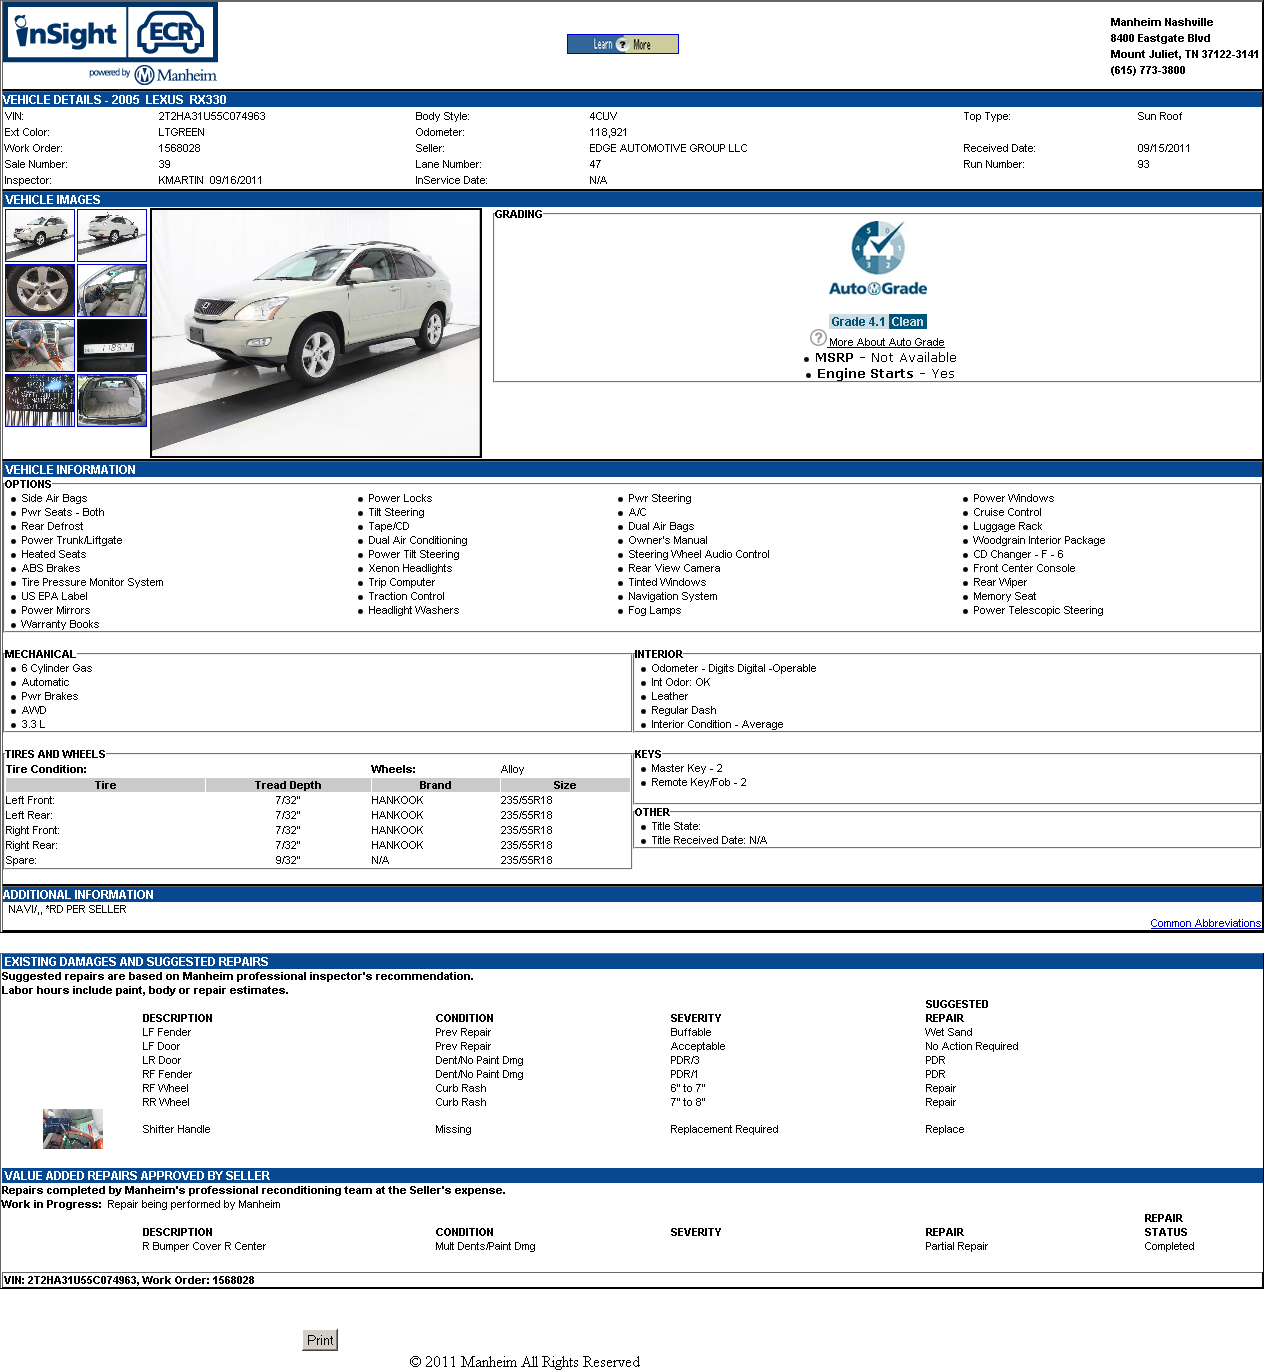 inSight ECR
powered by Manheim
Learn ? More
Manheim Nashville
8400 Eastgate Blvd
Mount Juliet, TN 37122-3141
(615) 773-3800
VEHICLE DETAILS - 2005 LEXUS RX330
VIN: 2T2HA31U55C074963 Body Style: 4CUV Top Type: Sun Roof
Ext Color: LTGREEN Odometer: 118,921
Work Order: 1568028 Seller: EDGE AUTOMOTIVE GROUP LLC Received Date: 09/15/2011
Sale Number: 39 Lane Number: 47 Run Number: 93
Inspector: KMARTIN 09/16/2011 InService Date: N/A
VEHICLE IMAGES
GRADING
5 0 4 1 3 2
AutoGrade
Grade 4.1 Clean
? More About Auto Grade
• MSRP - Not Available
• Engine Starts - Yes
VEHICLE INFORMATION
OPTIONS
• Side Air Bags • Power Locks • Pwr Steering • Power Windows
• Pwr Seats - Both • Tilt Steering • A/C • Cruise Control
• Rear Defrost • Tape/CD • Dual Air Bags • Luggage Rack
• Power Trunk/Liftgate • Dual Air Conditioning • Owner's Manual • Woodgrain Interior Package
• Heated Seats • Power Tilt Steering • Steering Wheel Audio Control • CD Changer - F - 6
• ABS Brakes • Xenon Headlights • Rear View Camera • Front Center Console
• Tire Pressure Monitor System • Trip Computer • Tinted Windows • Rear Wiper
• US EPA Label • Traction Control • Navigation System • Memory Seat
• Power Mirrors • Headlight Washers • Fog Lamps • Power Telescopic Steering
• Warranty Books
MECHANICAL
• 6 Cylinder Gas
• Automatic
• Pwr Brakes
• AWD
• 3.3 L
INTERIOR
• Odometer - Digits Digital -Operable
• Int Odor: OK
• Leather
• Regular Dash
• Interior Condition - Average
TIRES AND WHEELS
Tire Condition: Wheels: Alloy
Tire Tread Depth Brand Size
Left Front: 7/32" HANKOOK 235/55R18
Left Rear: 7/32" HANKOOK 235/55R18
Right Front: 7/32" HANKOOK 235/55R18
Right Rear: 7/32" HANKOOK 235/55R18
Spare: 9/32" N/A 235/55R18
KEYS
• Master Key - 2
• Remote Key/Fob - 2
OTHER
• Title State:
• Title Received Date: N/A
ADDITIONAL INFORMATION
NAVI/,, *RD PER SELLER
Common Abbreviations
EXISTING DAMAGES AND SUGGESTED REPAIRS
Suggested repairs are based on Manheim professional inspector's recommendation.
Labor hours include paint, body or repair estimates.
DESCRIPTION CONDITION SEVERITY SUGGESTED REPAIR
LF Fender Prev Repair Buffable Wet Sand
LF Door Prev Repair Acceptable No Action Required
LR Door Dent/No Paint Dmg PDR/3 PDR
RF Fender Dent/No Paint Dmg PDR/1 PDR
RF Wheel Curb Rash 6" to 7" Repair
RR Wheel Curb Rash 7" to 8" Repair
Shifter Handle Missing Replacement Required Replace
VALUE ADDED REPAIRS APPROVED BY SELLER
Repairs completed by Manheim's professional reconditioning team at the Seller's expense.
Work in Progress: Repair being performed by Manheim
DESCRIPTION CONDITION SEVERITY REPAIR REPAIR STATUS
R Bumper Cover R Center Mult Dents/Paint Dmg Partial Repair Completed
VIN: 2T2HA31U55C074963, Work Order: 1568028
Print
© 2011 Manheim All Rights Reserved